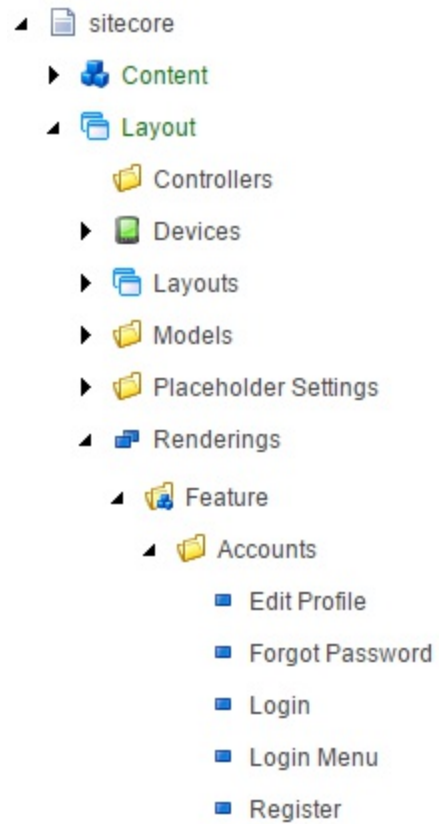 sitecore
Content
Layout
Controllers
Devices
Layouts
Models
Placeholder Settings
Renderings
Feature
Accounts
Edit Profile
Forgot Password
Login
Login Menu
Register